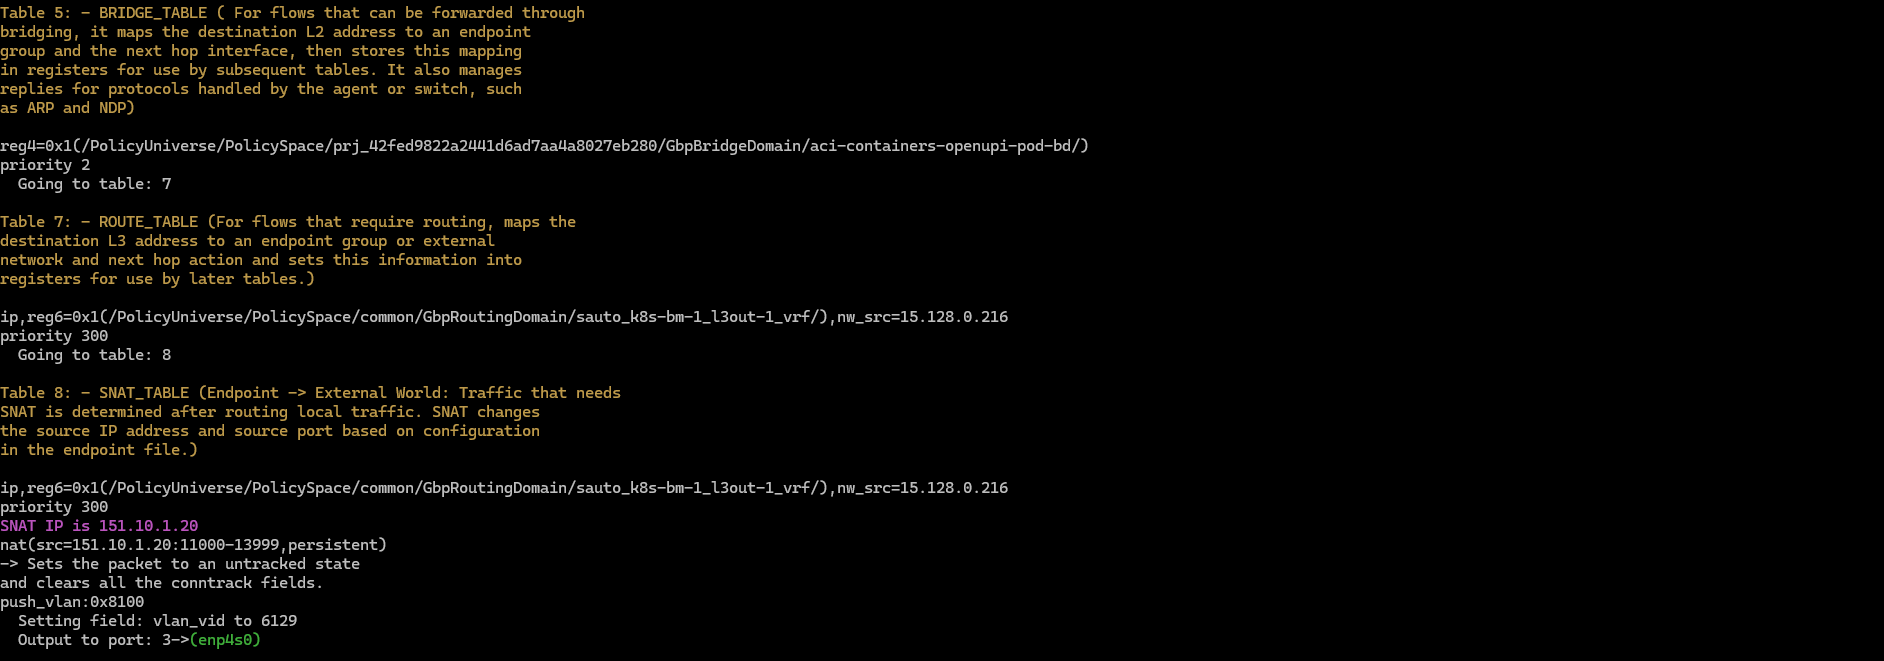 Table 5: - BRIDGE_TABLE ( For flows that can be forwarded through
bridging, it maps the destination L2 address to an endpoint
group and the next hop interface, then stores this mapping
in registers for use by subsequent tables. It also manages
replies for protocols handled by the agent or switch, such
as ARP and NDP)
reg4=0x1(/PolicyUniverse/PolicySpace/prj_42fed9822a2441d6ad7aa4a8027eb280/GbpBridgeDomain/aci-containers-openupi-pod-bd/)
priority 2
Going to table: 7
Table 7: - ROUTE_TABLE (For flows that require routing, maps the
destination L3 address to an endpoint group or external
network and next hop action and sets this information into
registers for use by later tables.)
ip,reg6=0x1(/PolicyUniverse/PolicySpace/common/GbpRoutingDomain/sauto_k8s-bm-1_l3out-1_vrf/),nw_src=15.128.0.216
priority 300
Going to table: 8
Table 8: - SNAT_TABLE (Endpoint -> External World: Traffic that needs
SNAT is determined after routing local traffic. SNAT changes
the source IP address and source port based on configuration
in the endpoint file.)
ip,reg6=0x1(/PolicyUniverse/PolicySpace/common/GbpRoutingDomain/sauto_k8s-bm-1_l3out-1_vrf/),nw_src=15.128.0.216
priority 300
SNAT IP is 151.10.1.20
nat(src=151.10.1.20:11000-13999,persistent)
-> Sets the packet to an untracked state
and clears all the conntrack fields.
push_vlan:0x8100
Setting field: vlan_vid to 6129
Output to port: 3->(enp4s0)